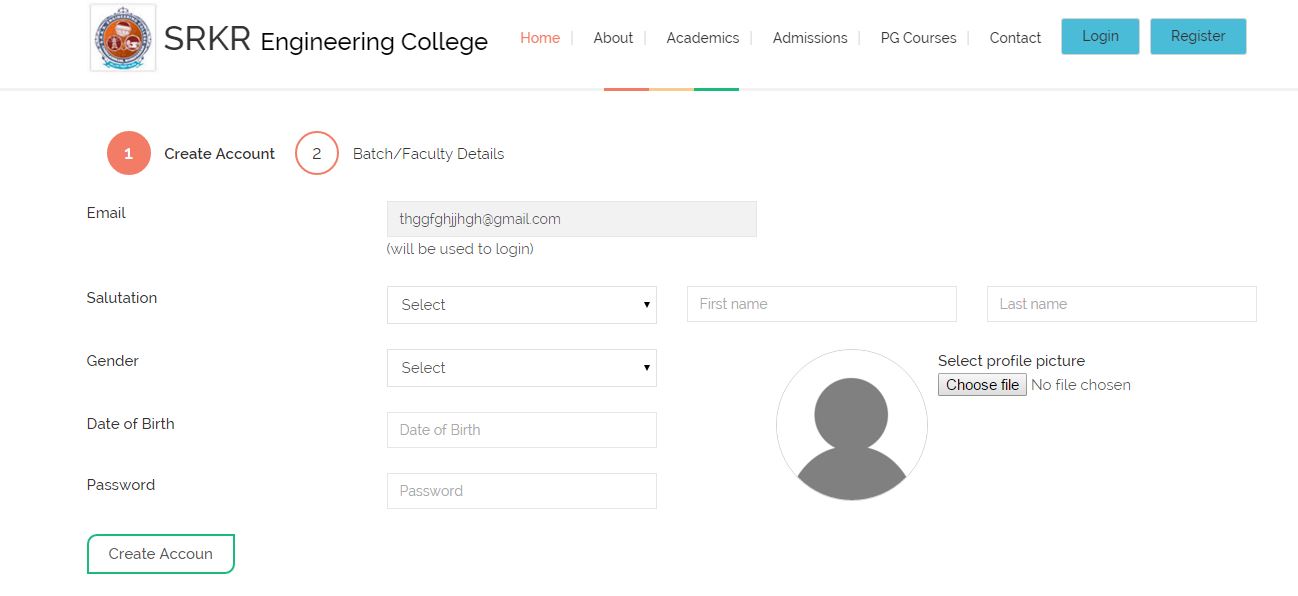 SRKR Engineering College
Home About Academics Admissions PG Courses Contact Login Register
1 Create Account 2 Batch/Faculty Details
Email
thggfghjjhgh@gmail.com
(will be used to login)
Salutation Select First name Last name
Gender Select
Select profile picture
Choose file No file chosen
Date of Birth Date of Birth
Password Password
Create Accoun